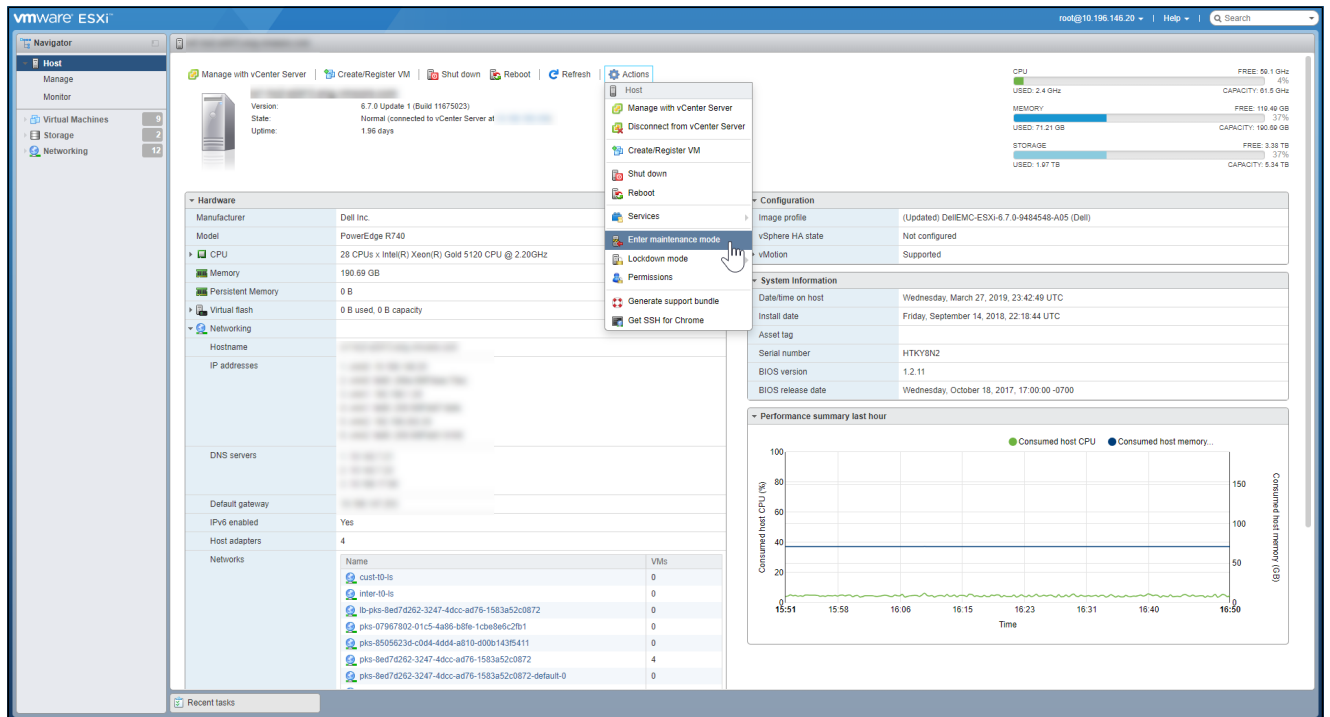 vmware ESXi™
root@10.196.146.20 | Help | Search
Navigator
Host
Manage
Monitor
Virtual Machines 9
Storage 2
Networking 12
Manage with vCenter Server | Create/Register VM | Shut down Reboot | Refresh | Actions
Version: 6.7.0 Update 1 (Build 11675023)
State: Normal (connected to vCenter Server at
Uptime: 1.96 days
Host
Manage with vCenter Server
Disconnect from vCenter Server
Create/Register VM
Shut down
Reboot
Services
Enter maintenance mode
Lockdown mode
Permissions
Generate support bundle
Get SSH for Chrome
CPU FREE: 59.1 GHz
4%
USED: 2.4 GHz CAPACITY: 61.5 GHz
MEMORY FREE: 119.49 GB
37%
USED: 71.21 GB CAPACITY: 190.69 GB
STORAGE FREE: 3.38 TB
37%
USED: 1.97 TB CAPACITY: 5.34 TB
Hardware
Manufacturer Dell Inc.
Model PowerEdge R740
CPU 28 CPUs x Intel(R) Xeon(R) Gold 5120 CPU @ 2.20GHz
Memory 190.69 GB
Persistent Memory 0 B
Virtual flash 0 B used, 0 B capacity
Networking
Hostname
IP addresses
DNS servers
Default gateway
IPv6 enabled Yes
Host adapters 4
Networks Name VMs
cust-t0-ls 0
inter-t0-ls 0
lb-pks-8ed7d262-3247-4dcc-ad76-1583a52c0872 0
pks-07967802-01c5-4a86-b8fe-1cbe8e6c2fb1 0
pks-8505623d-c0d4-4dd4-a810-d00b143f5411 0
pks-8ed7d262-3247-4dcc-ad76-1583a52c0872 4
pks-8ed7d262-3247-4dcc-ad76-1583a52c0872-default-0 0
Configuration
Image profile (Updated) DellEMC-ESXi-6.7.0-9484548-A05 (Dell)
vSphere HA state Not configured
vMotion Supported
System Information
Date/time on host Wednesday, March 27, 2019, 23:42:49 UTC
Install date Friday, September 14, 2018, 22:18:44 UTC
Asset tag
Serial number HTKY8N2
BIOS version 1.2.11
BIOS release date Wednesday, October 18, 2017, 17:00:00 -0700
Performance summary last hour
Consumed host CPU Consumed host memory...
Consumed host CPU (%)
100
80
60
40
20
0
Consumed host memory (GB)
150
100
50
0
15:51 15:58 16:06 16:15 16:23 16:31 16:40 16:50
Time
Recent tasks